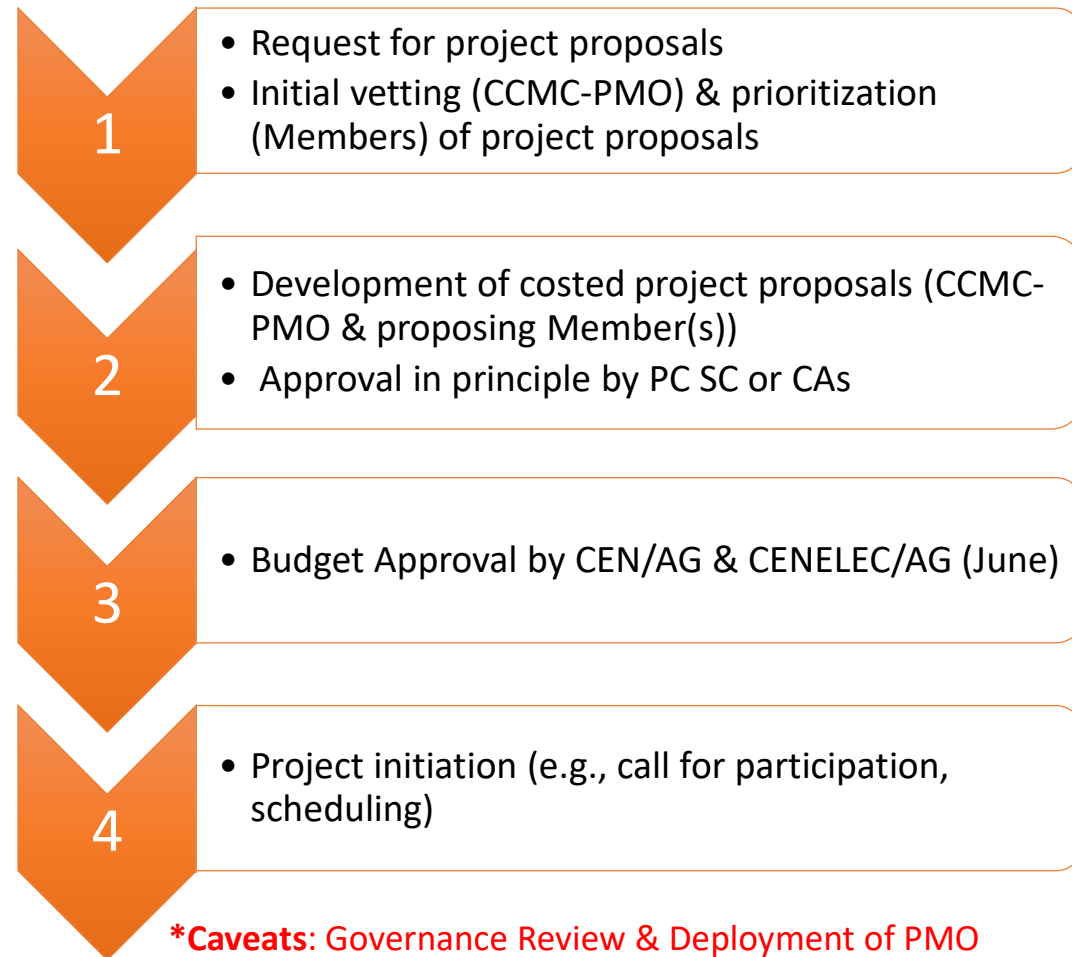 1
• Request for project proposals
• Initial vetting (CCMC-PMO) & prioritization
(Members) of project proposals
2
• Development of costed project proposals (CCMC-
PMO & proposing Member(s))
• Approval in principle by PC SC or CAs
3
• Budget Approval by CEN/AG & CENELEC/AG (June)
4
• Project initiation (e.g., call for participation,
scheduling)
*Caveats: Governance Review & Deployment of PMO